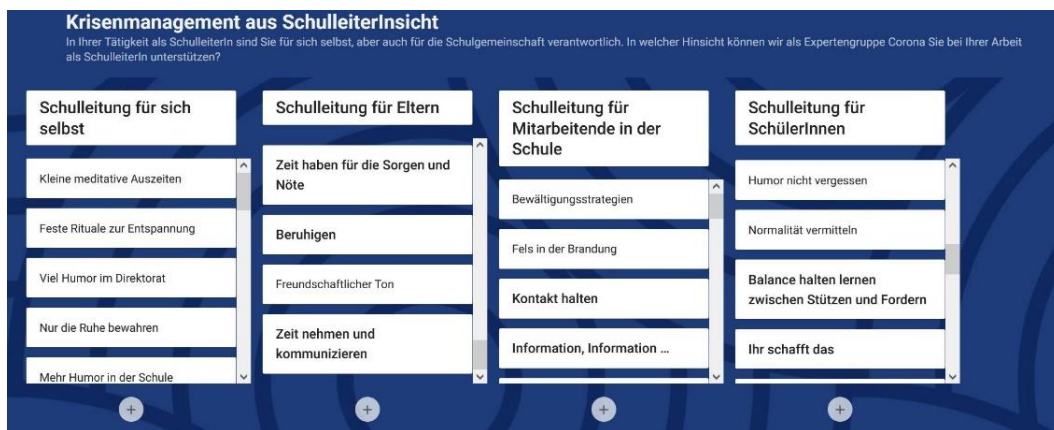 Krisenmanagement aus SchulleiterInsicht
In Ihrer Tätigkeit als SchulleiterIn sind Sie für sich selbst, aber auch für die Schulgemeinschaft verantwortlich. In welcher Hinsicht können wir als Expertengruppe Corona Sie bei Ihrer Arbeit
als SchulleiterIn unterstützen?
Schulleitung für sich
selbst
Kleine meditative Auszeiten
Feste Rituale zur Entspannung
Viel Humor im Direktorat
Nur die Ruhe bewahren
Mehr Humor in der Schule
Schulleitung für Eltern
Zeit haben für die Sorgen und
Nöte
Beruhigen
Freundschaftlicher Ton
Zeit nehmen und
kommunizieren
Schulleitung für
Mitarbeitende in der
Schule
Bewältigungsstrategien
Fels in der Brandung
Kontakt halten
Information, Information ...
Schulleitung für
SchülerInnen
Humor nicht vergessen
Normalität vermitteln
Balance halten lernen
zwischen Stützen und Fordern
Ihr schafft das